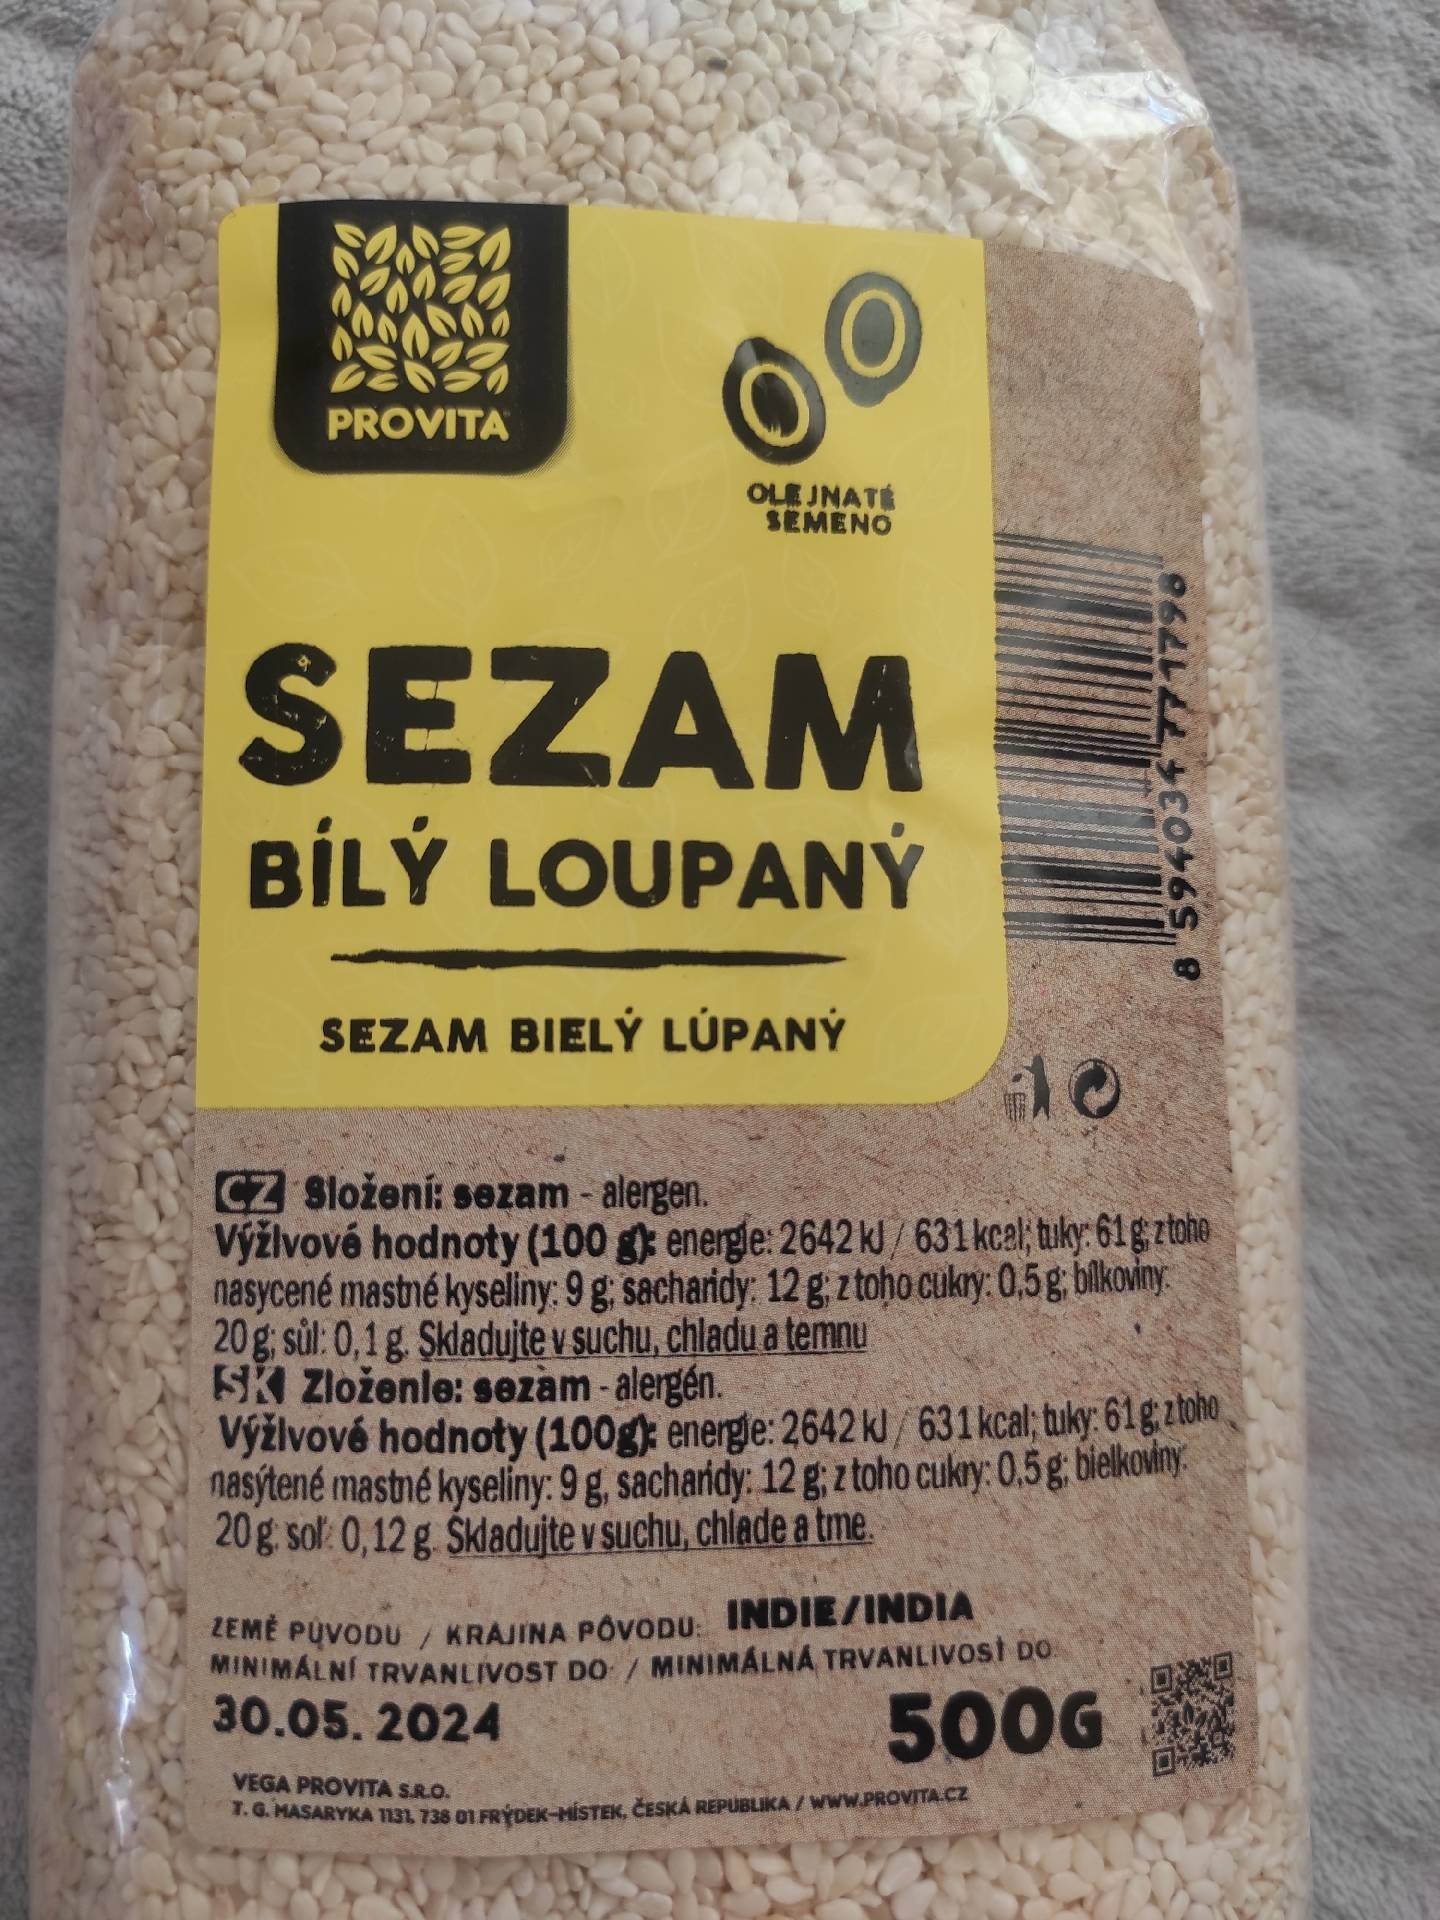 PROVITA
OLEJNATÉ
SEMENO
SEZAM
BÍLÝ LOUPANÝ
SEZAM BIELÝ LÚPANÝ
8 594034 771798
CZ Složení: sezam - alergen.
Výživové hodnoty (100 g): energie: 2642 kJ / 631 kcal; tuky: 61 g; z toho
nasycené mastné kyseliny: 9 g; sacharidy: 12 g; z toho cukry: 0,5 g; bílkoviny:
20 g; sůl: 0,1 g. Skladujte v suchu, chladu a temnu
SK Zloženie: sezam - alergén.
Výživové hodnoty (100g): energie: 2642 kJ / 631 kcal; tuky: 61 g; z toho
nasýtené mastné kyseliny: 9 g, sacharidy: 12 g; z toho cukry: 0,5 g; bielkoviny:
20 g. soľ: 0,12 g. Skladujte v suchu, chlade a tme.
ZEMĚ PŮVODU / KRAJINA PÔVODU: INDIE/INDIA
MINIMÁLNÍ TRVANLIVOST DO: / MINIMÁLNÁ TRVANLIVOSŤ DO:
30.05.2024
500G
VEGA PROVITA S.R.O.
T. G. MASARYKA 1131, 738 01 FRÝDEK-MÍSTEK, ČESKÁ REPUBLIKA / WWW.PROVITA.CZ